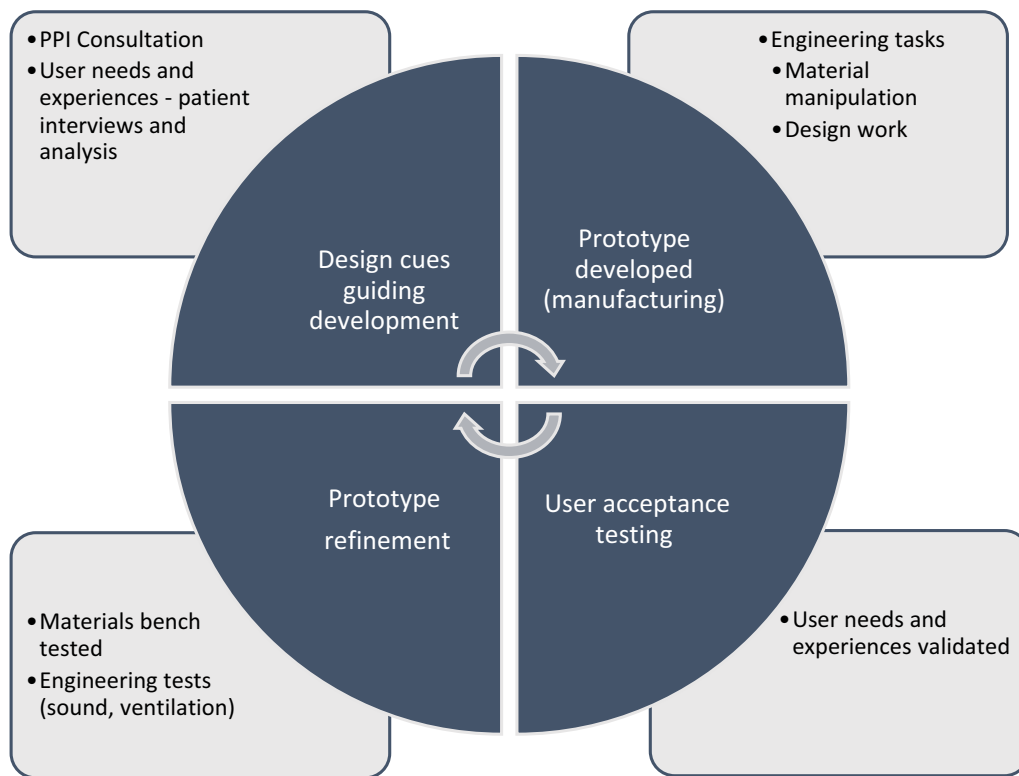 •PPI Consultation
•User needs and
experiences - patient
interviews and
analysis
•Engineering tasks
•Material
manipulation
•Design work
Design cues
guiding
development
Prototype
developed
(manufacturing)
Prototype
refinement
User acceptance
testing
•Materials bench
tested
•Engineering tests
(sound, ventilation)
•User needs and
experiences validated